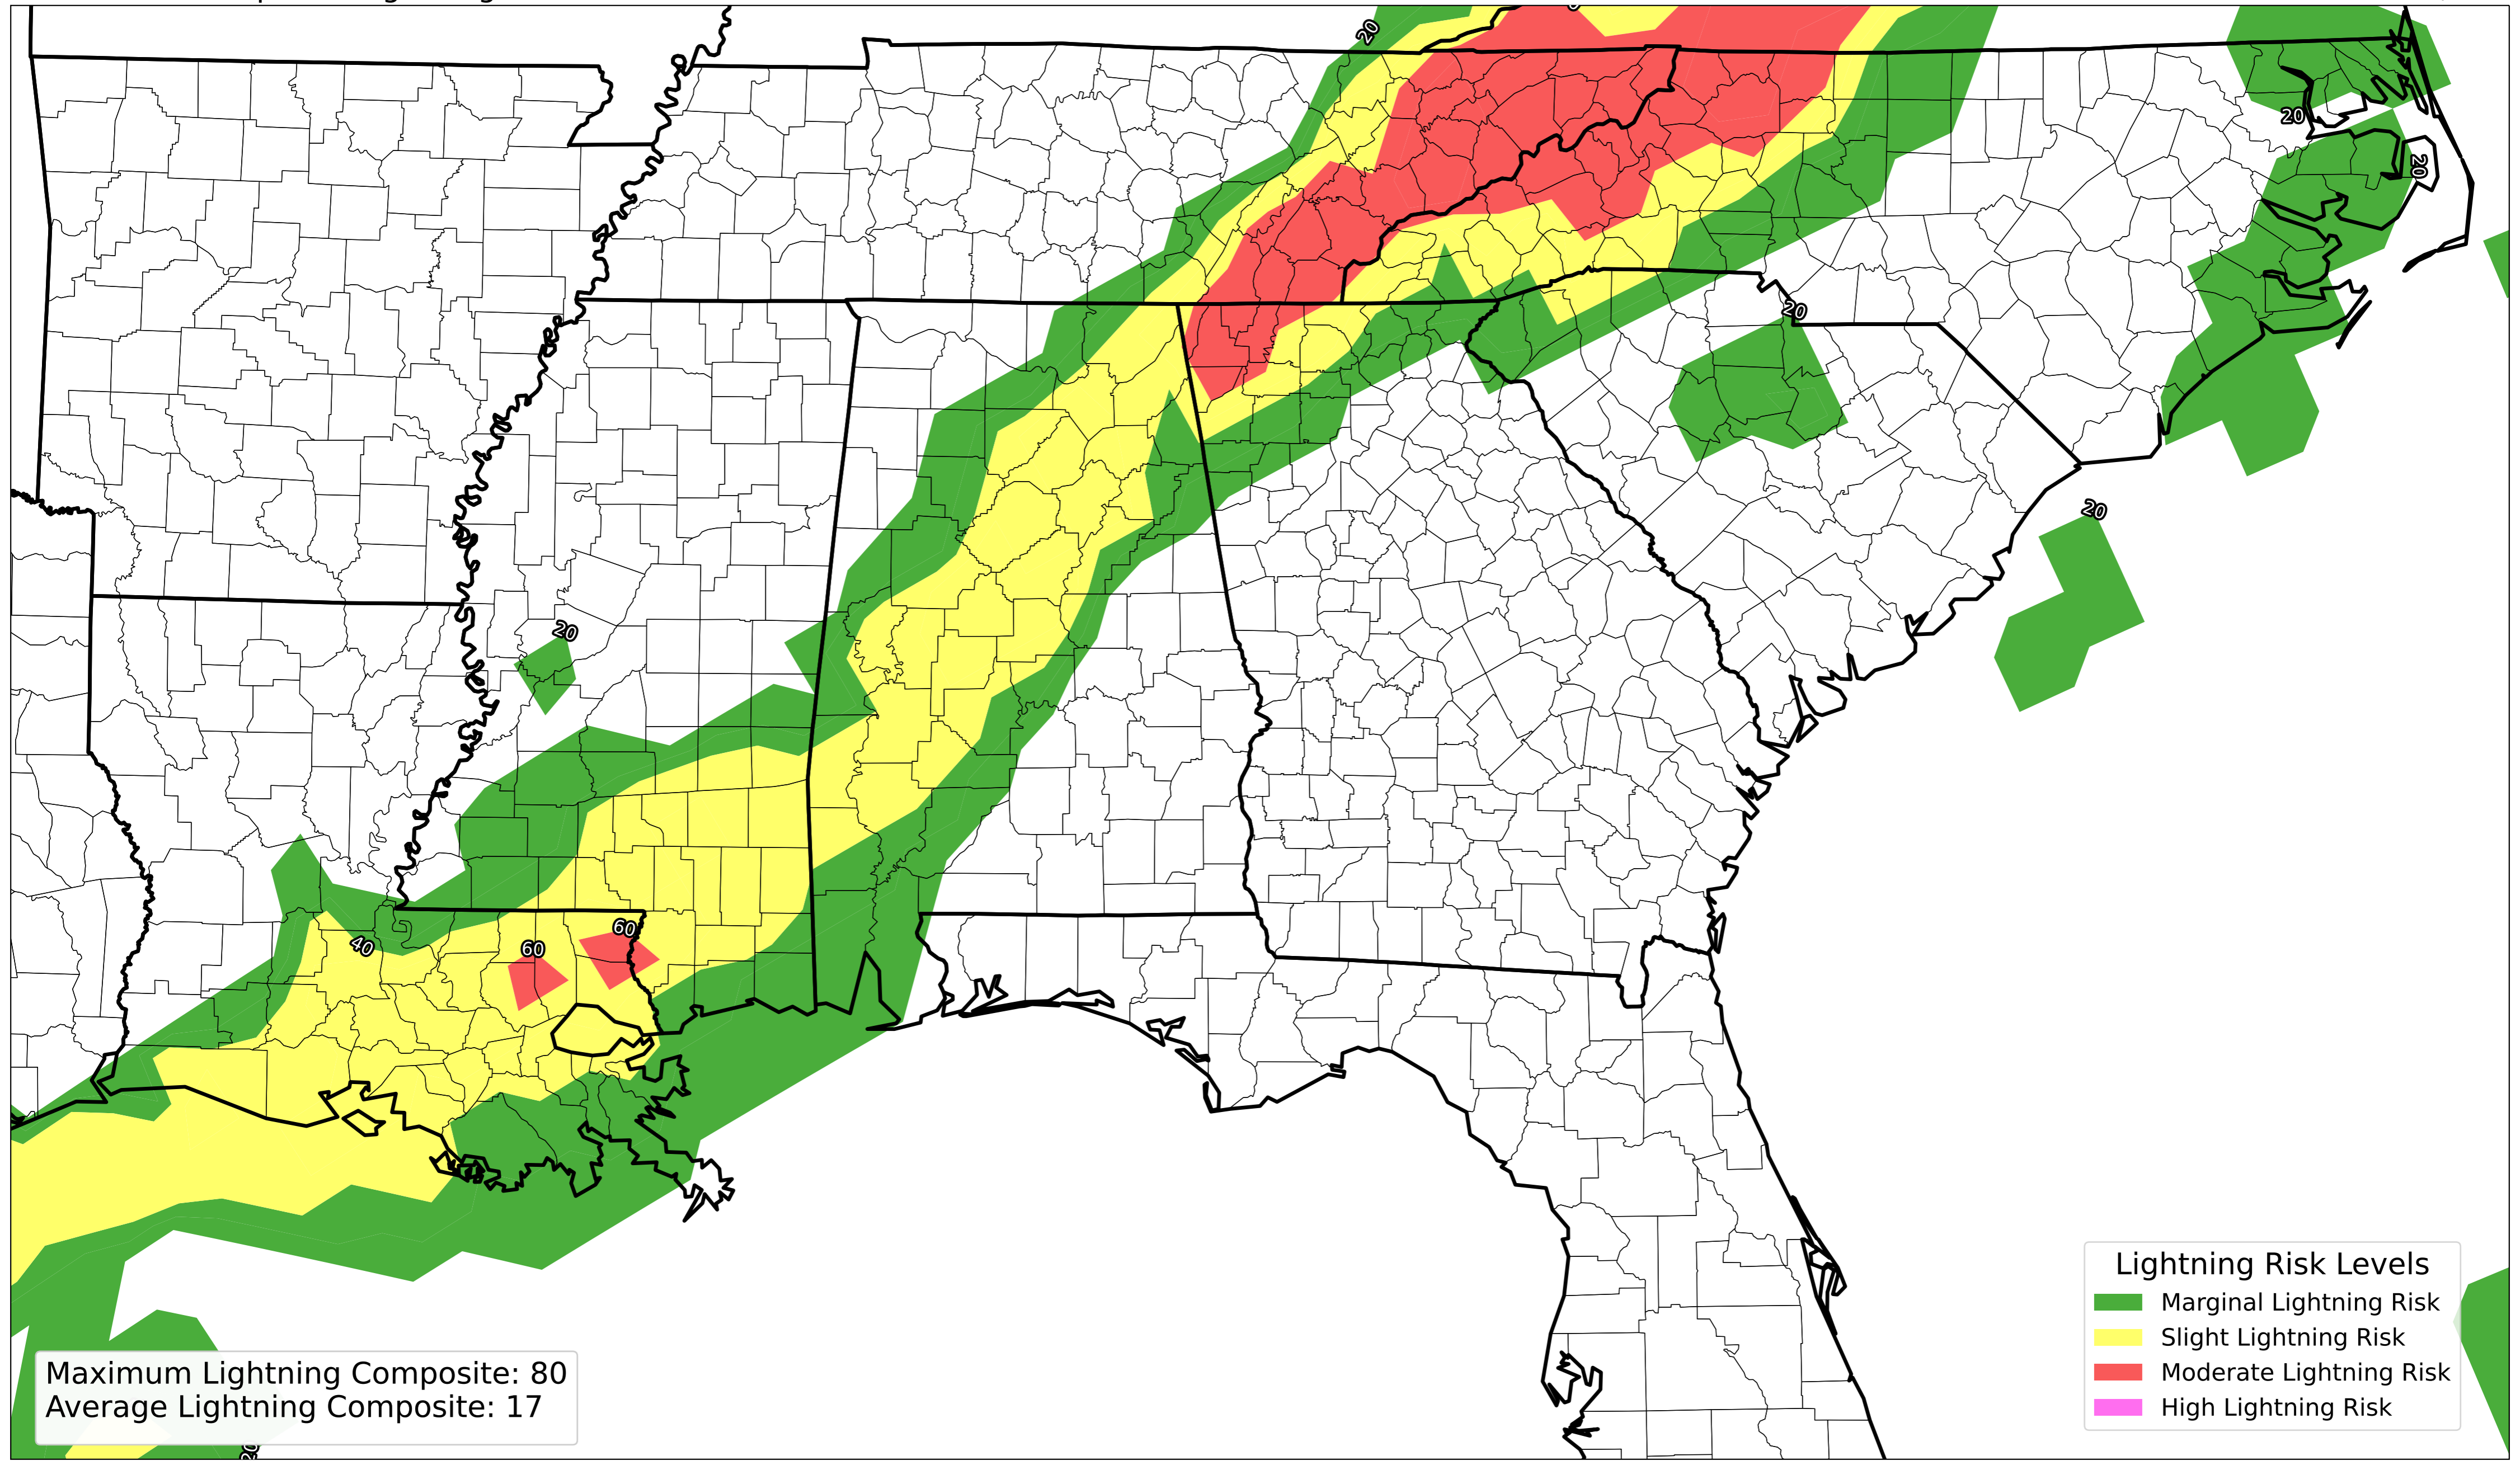 20
20
20
20
20
20
40
60
60
20
Lightning Risk Levels
Marginal Lightning Risk
Slight Lightning Risk
Moderate Lightning Risk
High Lightning Risk
Maximum Lightning Composite: 80
Average Lightning Composite: 17